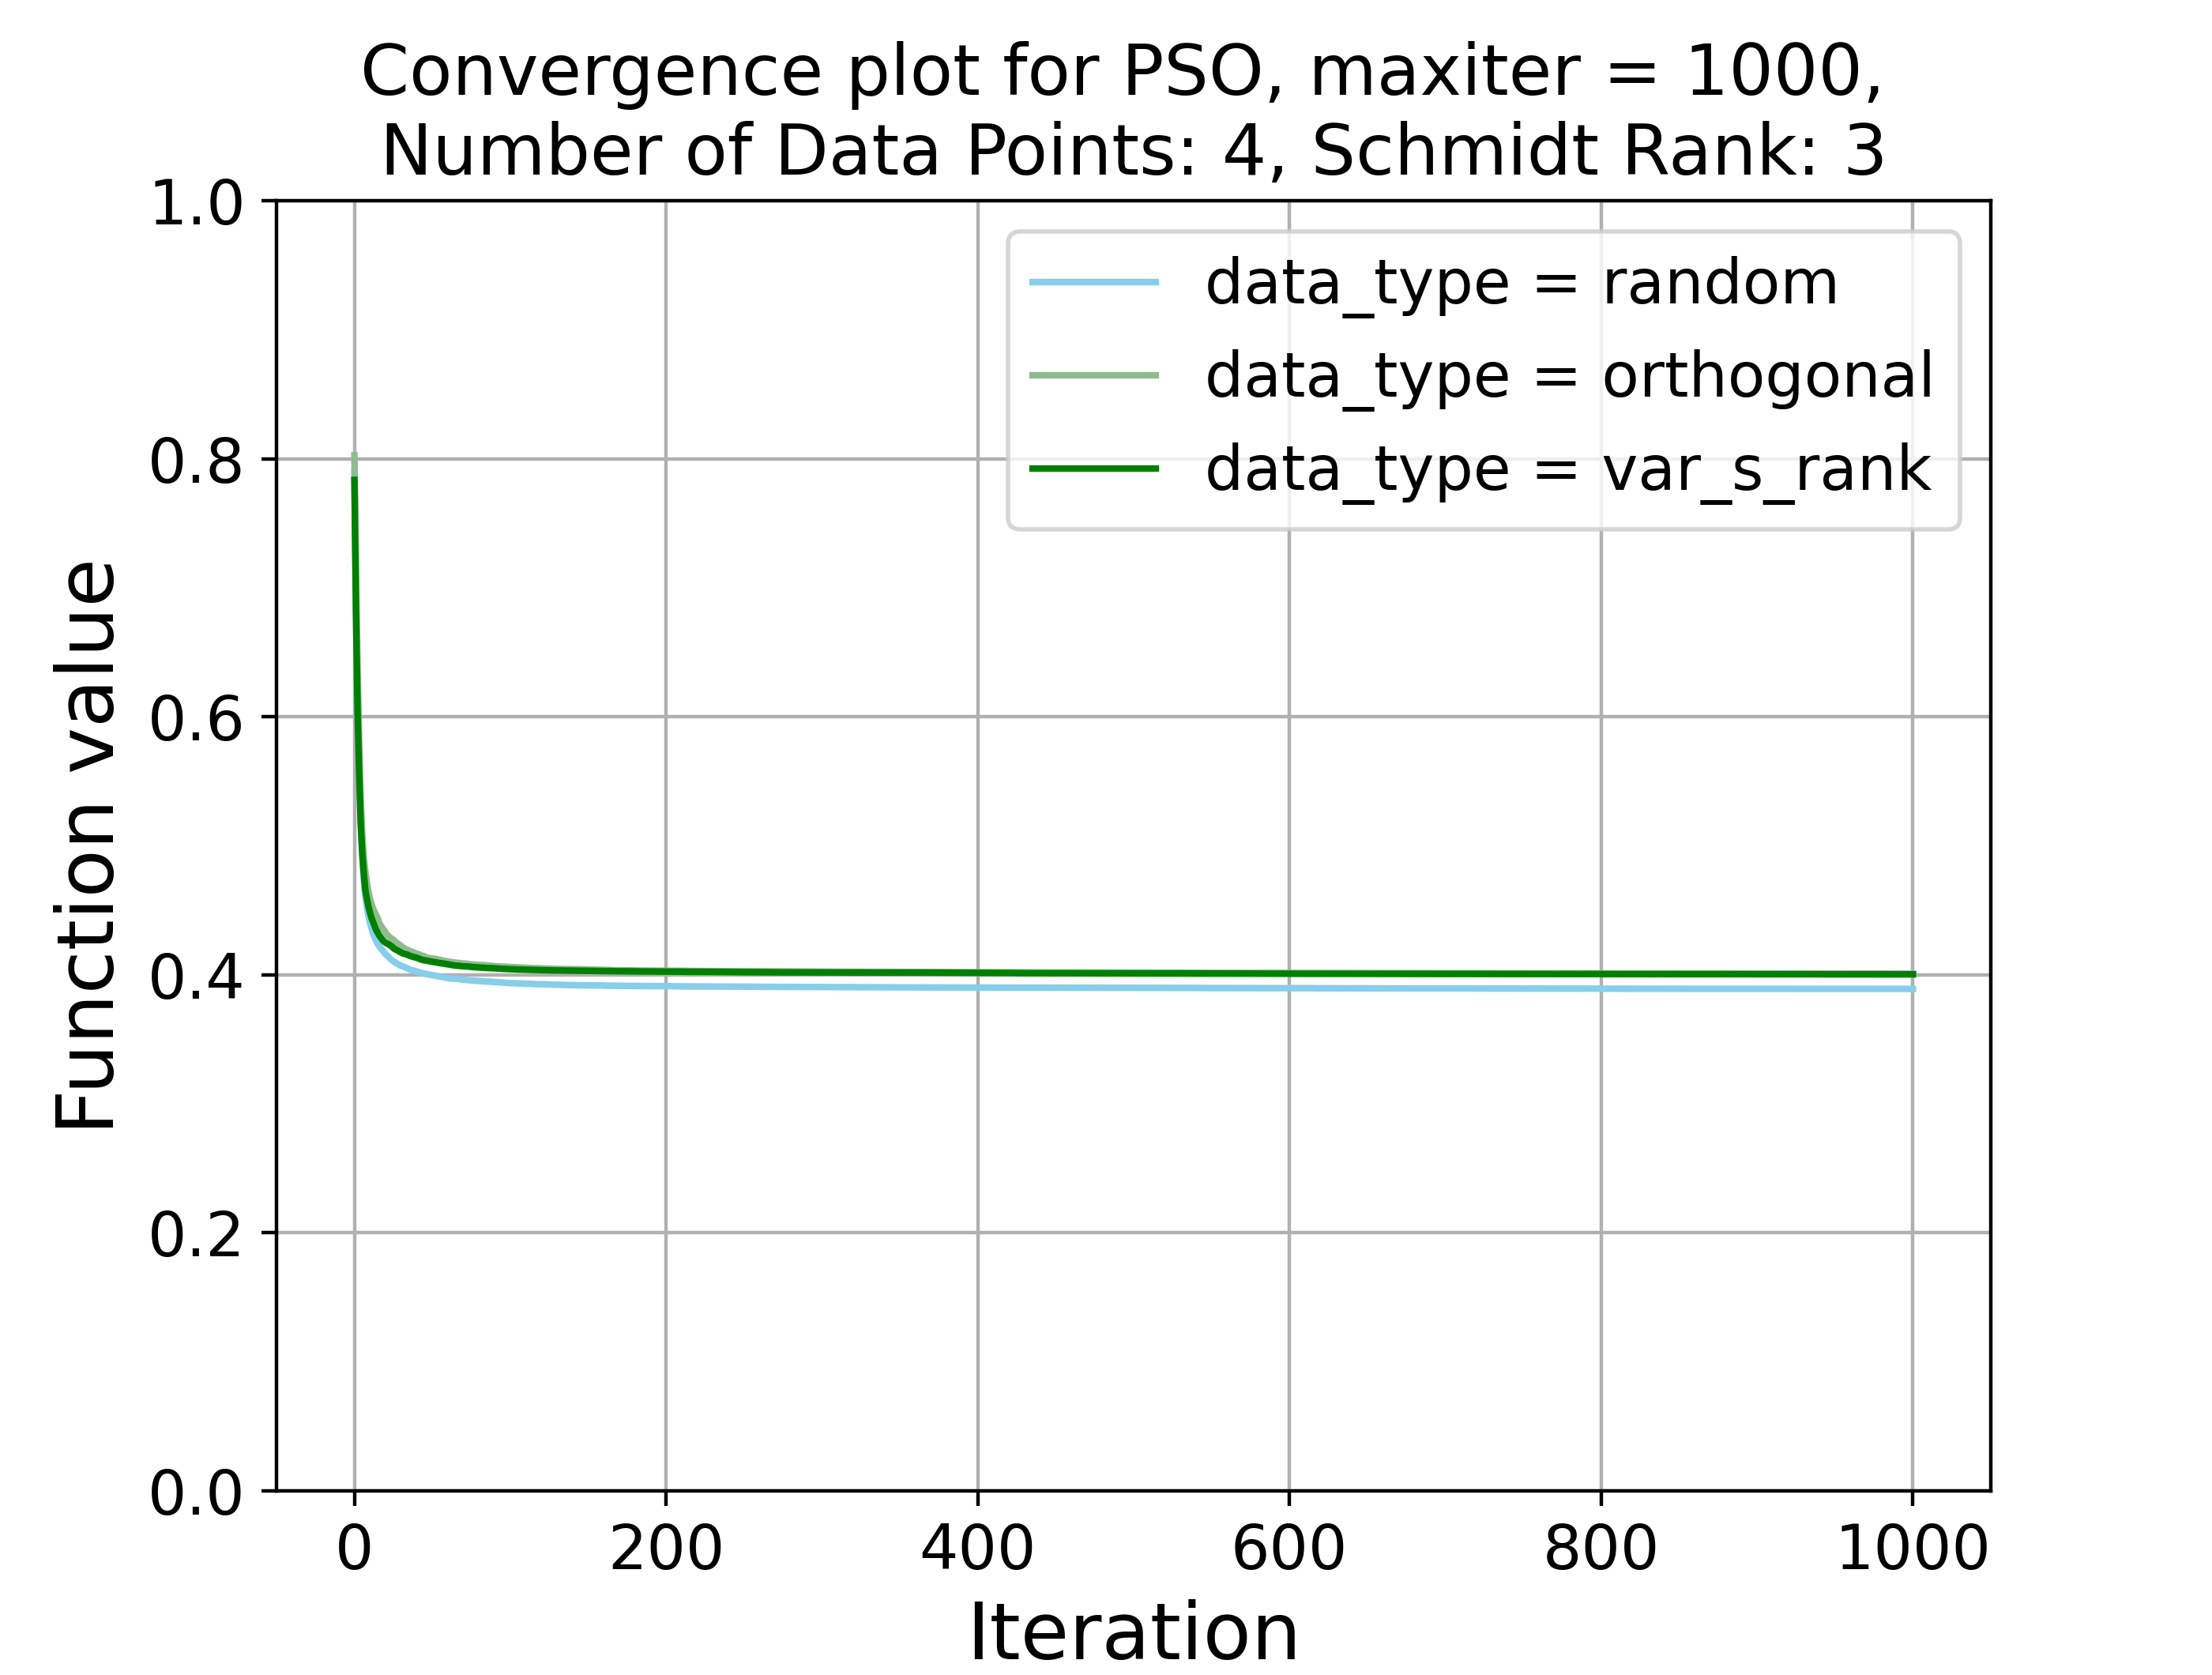 Convergence plot for PSO, maxiter = 1000,
Number of Data Points: 4, Schmidt Rank: 3
1.0
0.8
0.6
0.4
0.2
0.0
Function value
data_type = random
data_type = orthogonal
data_type = var_s_rank
0 200 400 600 800 1000
Iteration